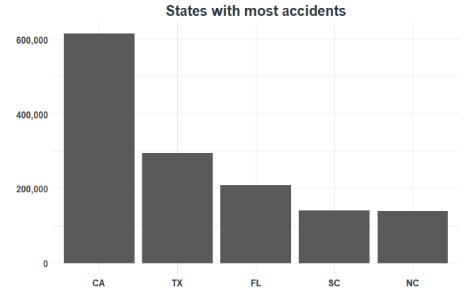 States with most accidents
600,000
400,000
200,000
0
CA TX FL SC NC